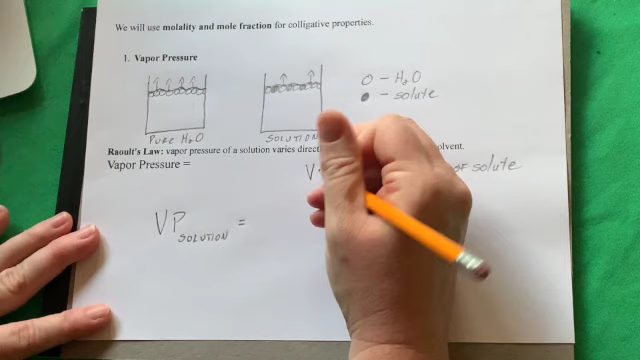 We will use molality and mole fraction for colligative properties.
1. Vapor Pressure
O - H₂O
● - solute
PURE H₂O
SOLUTION
Raoult's Law: vapor pressure of a solution varies direct lvent.
Vapor Pressure = V OF solute
VP SOLUTION =